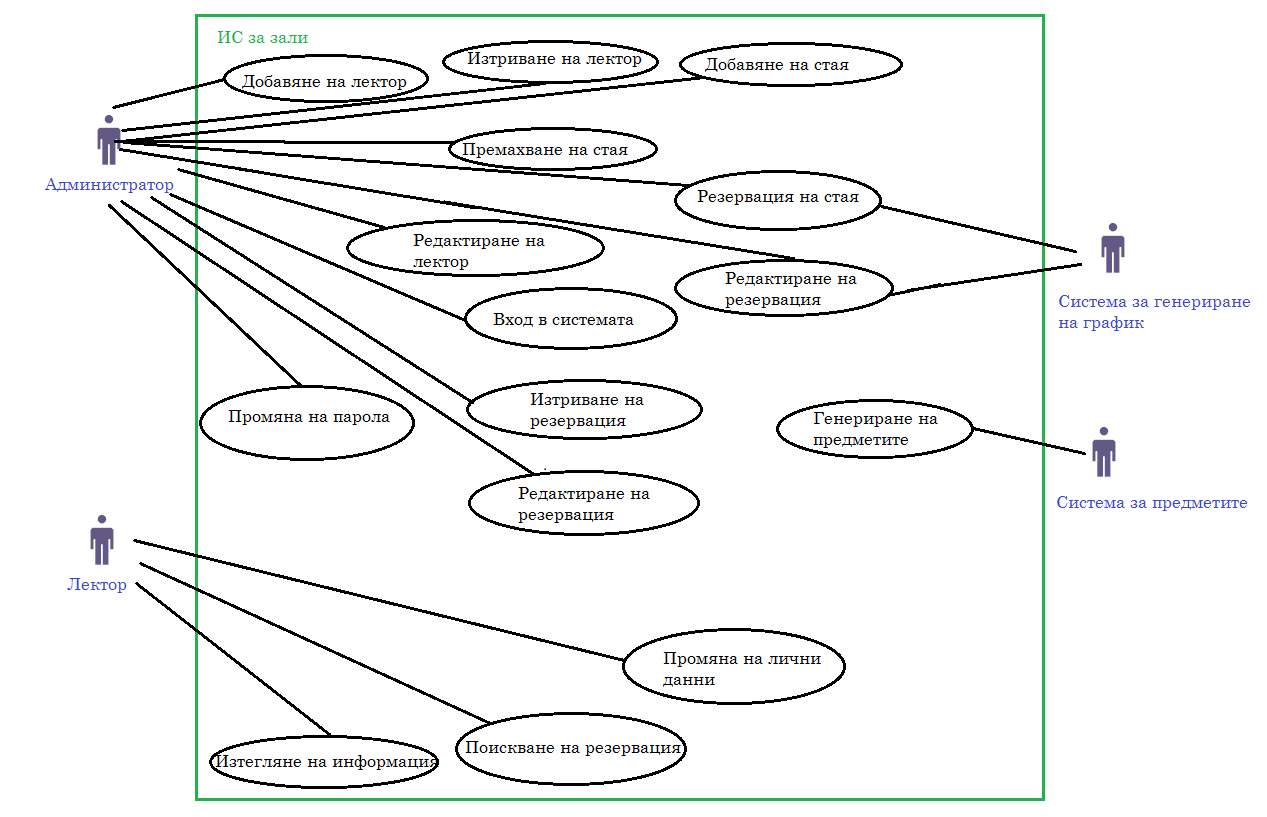 ИС за зали
Добавяне на лектор
Изтриване на лектор
Добавяне на стая
Премахване на стая
Администратор
Резервация на стая
Редактиране на
лектор
Редактиране на
резервация
Система за генериране
на график
Вход в системата
Промяна на парола
Изтриване на
резервация
Генериране на
предметите
Редактиране на
резервация
Система за предметите
Лектор
Промяна на лични
данни
Поискване на резервация
Изтегляне на информация